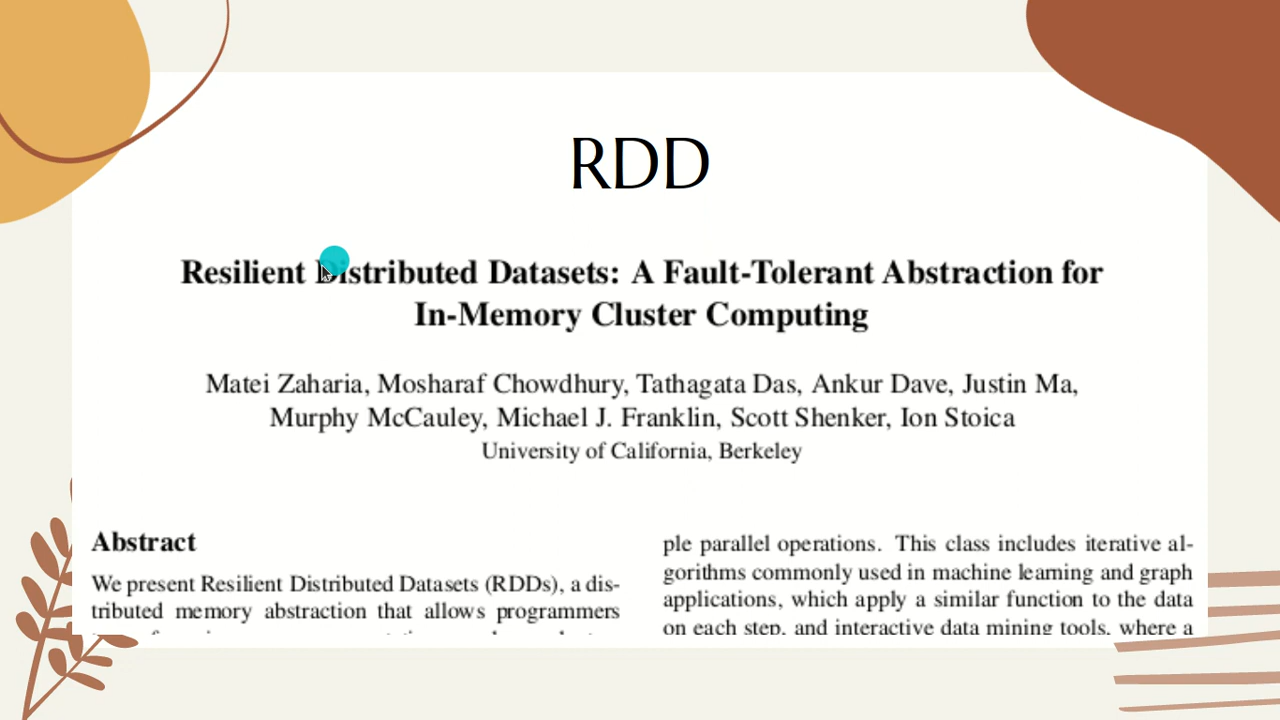 RDD
Resilient Distributed Datasets: A Fault-Tolerant Abstraction for
In-Memory Cluster Computing
Matei Zaharia, Mosharaf Chowdhury, Tathagata Das, Ankur Dave, Justin Ma,
Murphy McCauley, Michael J. Franklin, Scott Shenker, Ion Stoica
University of California, Berkeley
Abstract
We present Resilient Distributed Datasets (RDDs), a dis-
tributed memory abstraction that allows programmers
ple parallel operations. This class includes iterative al-
gorithms commonly used in machine learning and graph
applications, which apply a similar function to the data
on each step, and interactive data mining tools, where a